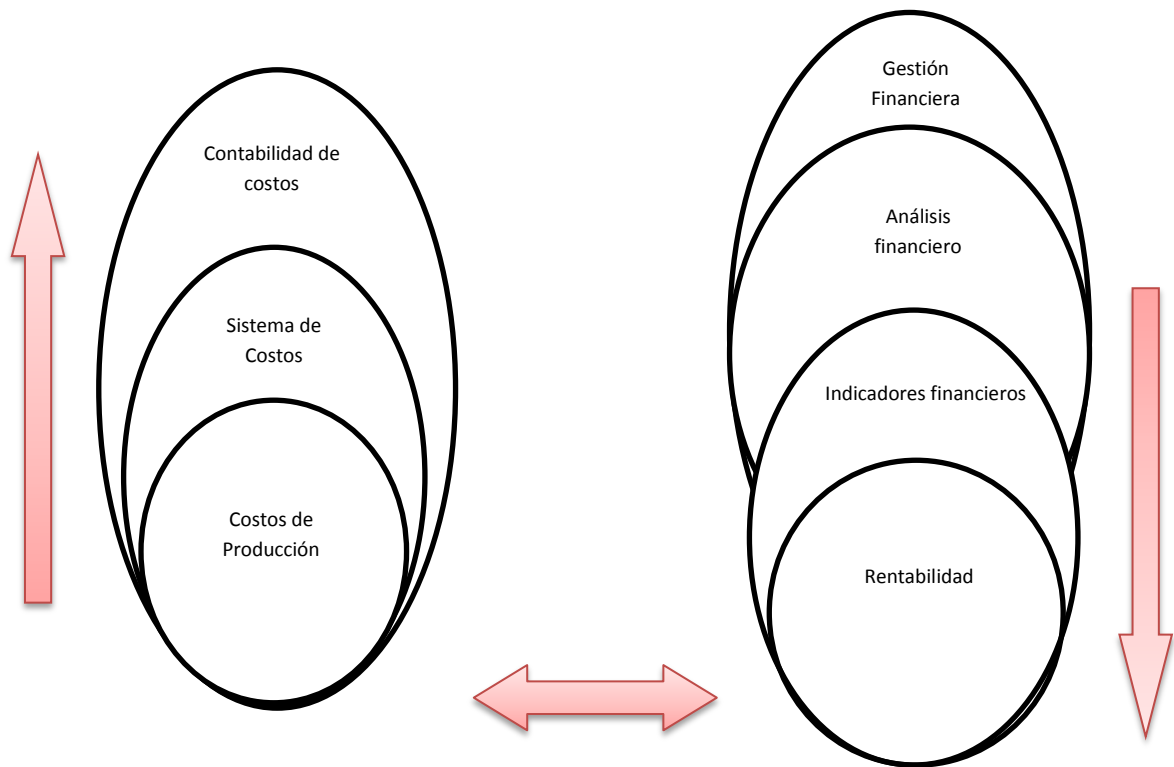 Contabilidad de
costos
Sistema de
Costos
Costos de
Producción
Gestión
Financiera
Análisis
financiero
Indicadores financieros
Rentabilidad